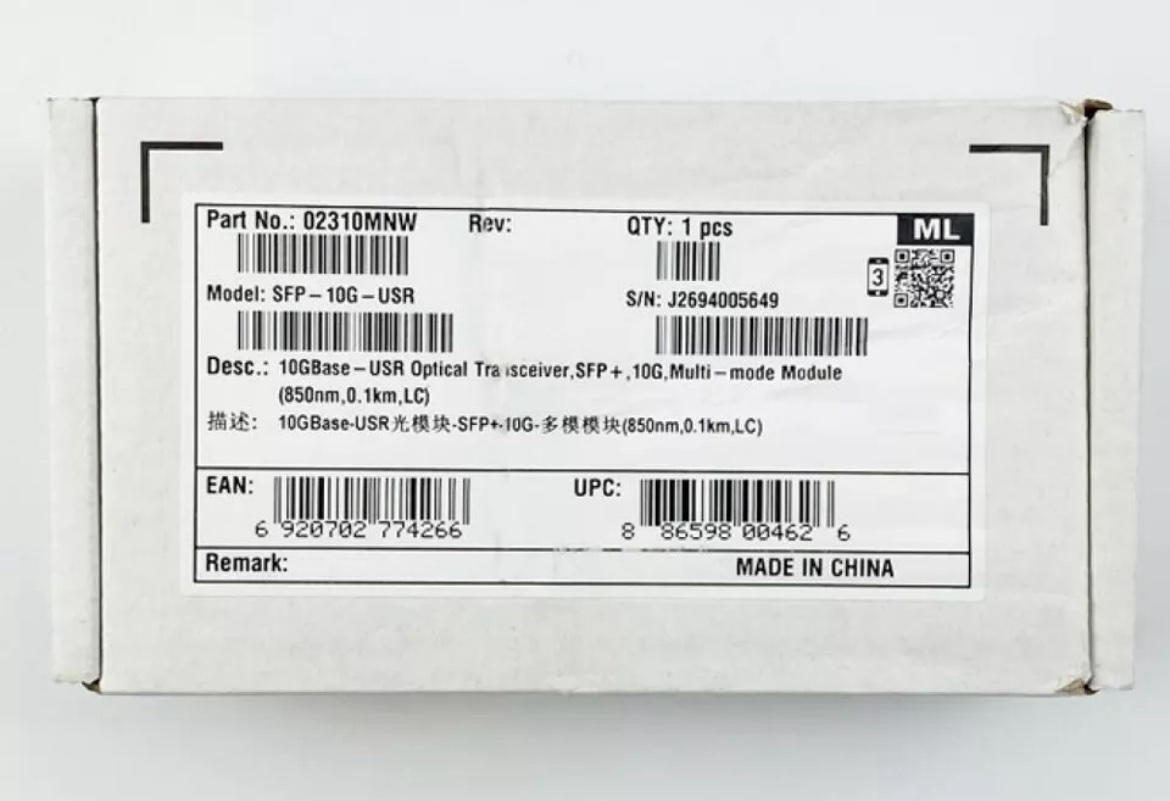 Part No.: 02310MNW Rev: QTY: 1 pcs ML
3
Model: SFP-10G-USR S/N: J2694005649
Desc.: 10GBase-USR Optical Transceiver,SFP+,10G,Multi-mode Module
(850nm,0.1km,LC)
描述: 10GBase-USR光模块-SFP+-10G-多模模块(850nm,0.1km,LC)
EAN: UPC:
6 920702 774266 8 86598 00462 6
Remark: MADE IN CHINA